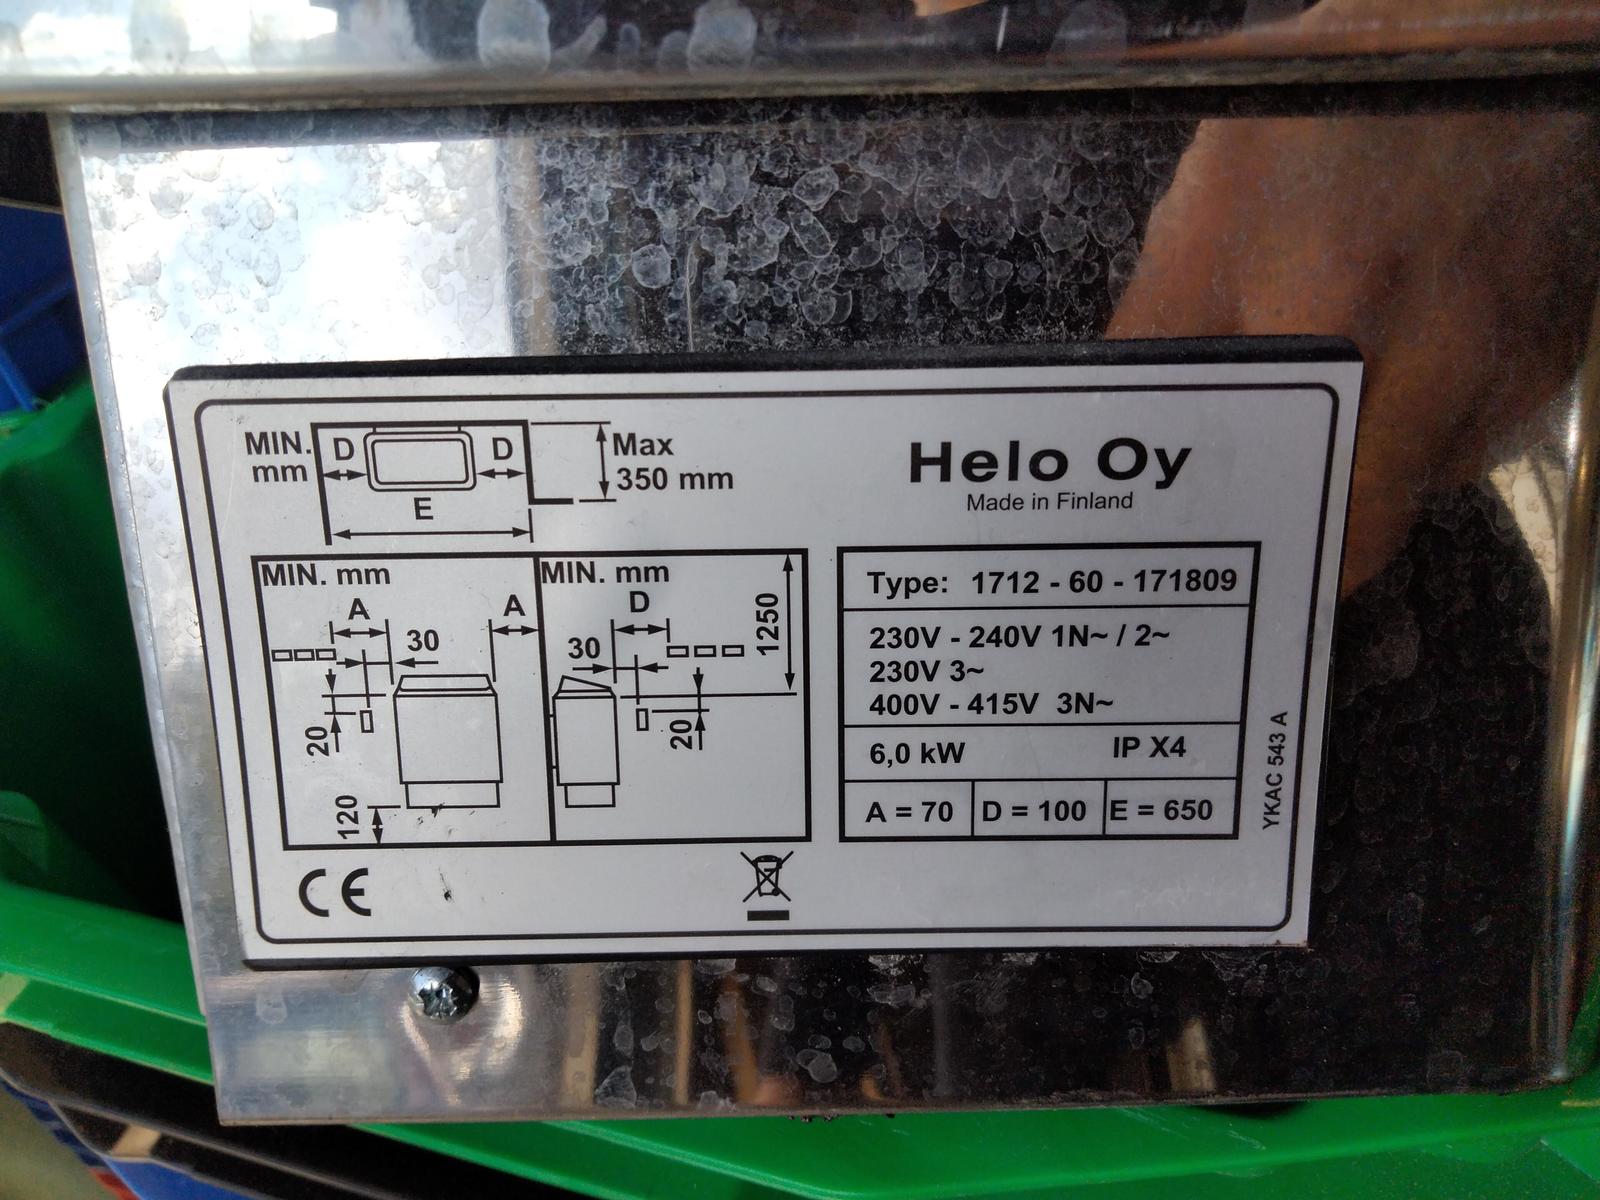 MIN.
mm
D
D
E
Max
350 mm
Helo Oy
Made in Finland
MIN. mm
A
A
30
20
120
MIN. mm
D
30
20
1250
Type: 1712 - 60 - 171809
230V - 240V 1N~ / 2~
230V 3~
400V - 415V 3N~
6,0 kW IP X4
A = 70 D = 100 E = 650
YKAC 543 A
CE